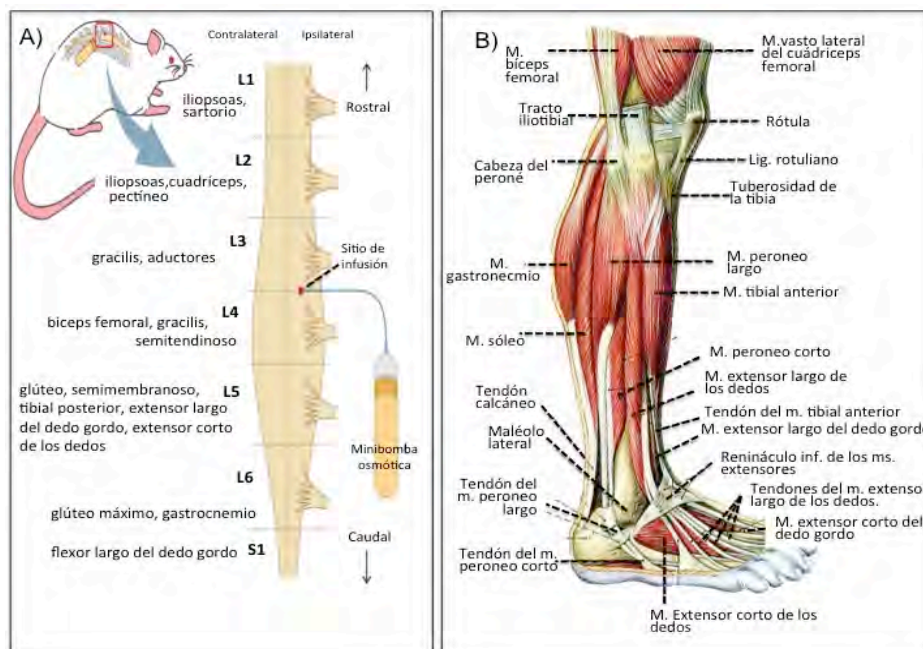 A)
Contralateral
Ipsilateral
L1
iliopsoas,
sartorio
Rostral
L2
iliopsoas,cuadríceps,
pectíneo
L3
gracilis, aductores
Sitio de
infusión
L4
biceps femoral, gracilis,
semitendinoso
L5
glúteo, semimembranoso,
tibial posterior, extensor largo
del dedo gordo, extensor corto
de los dedos
Minibomba
osmótica
L6
glúteo máximo, gastrocnemio
Caudal
S1
flexor largo del dedo gordo
B)
M.
bíceps
femoral
M.vasto lateral
del cuádriceps
femoral
Tracto
iliotibial
Rótula
Cabeza del
peroné
Lig. rotuliano
Tuberosidad de
la tibia
M.
gastronecmio
M. peroneo
largo
M. tibial anterior
M. sóleo
M. peroneo corto
M. extensor largo de
los dedos
Tendón
calcáneo
Tendón del m. tibial anterior
M. extensor largo del dedo gordo
Maléolo
lateral
Renináculo inf. de los ms.
extensores
Tendón del
m. peroneo
largo
Tendones del m. extenso
largo de los dedos.
M. extensor corto del
dedo gordo
Tendón del m.
peroneo corto
M. Extensor corto de los
dedos